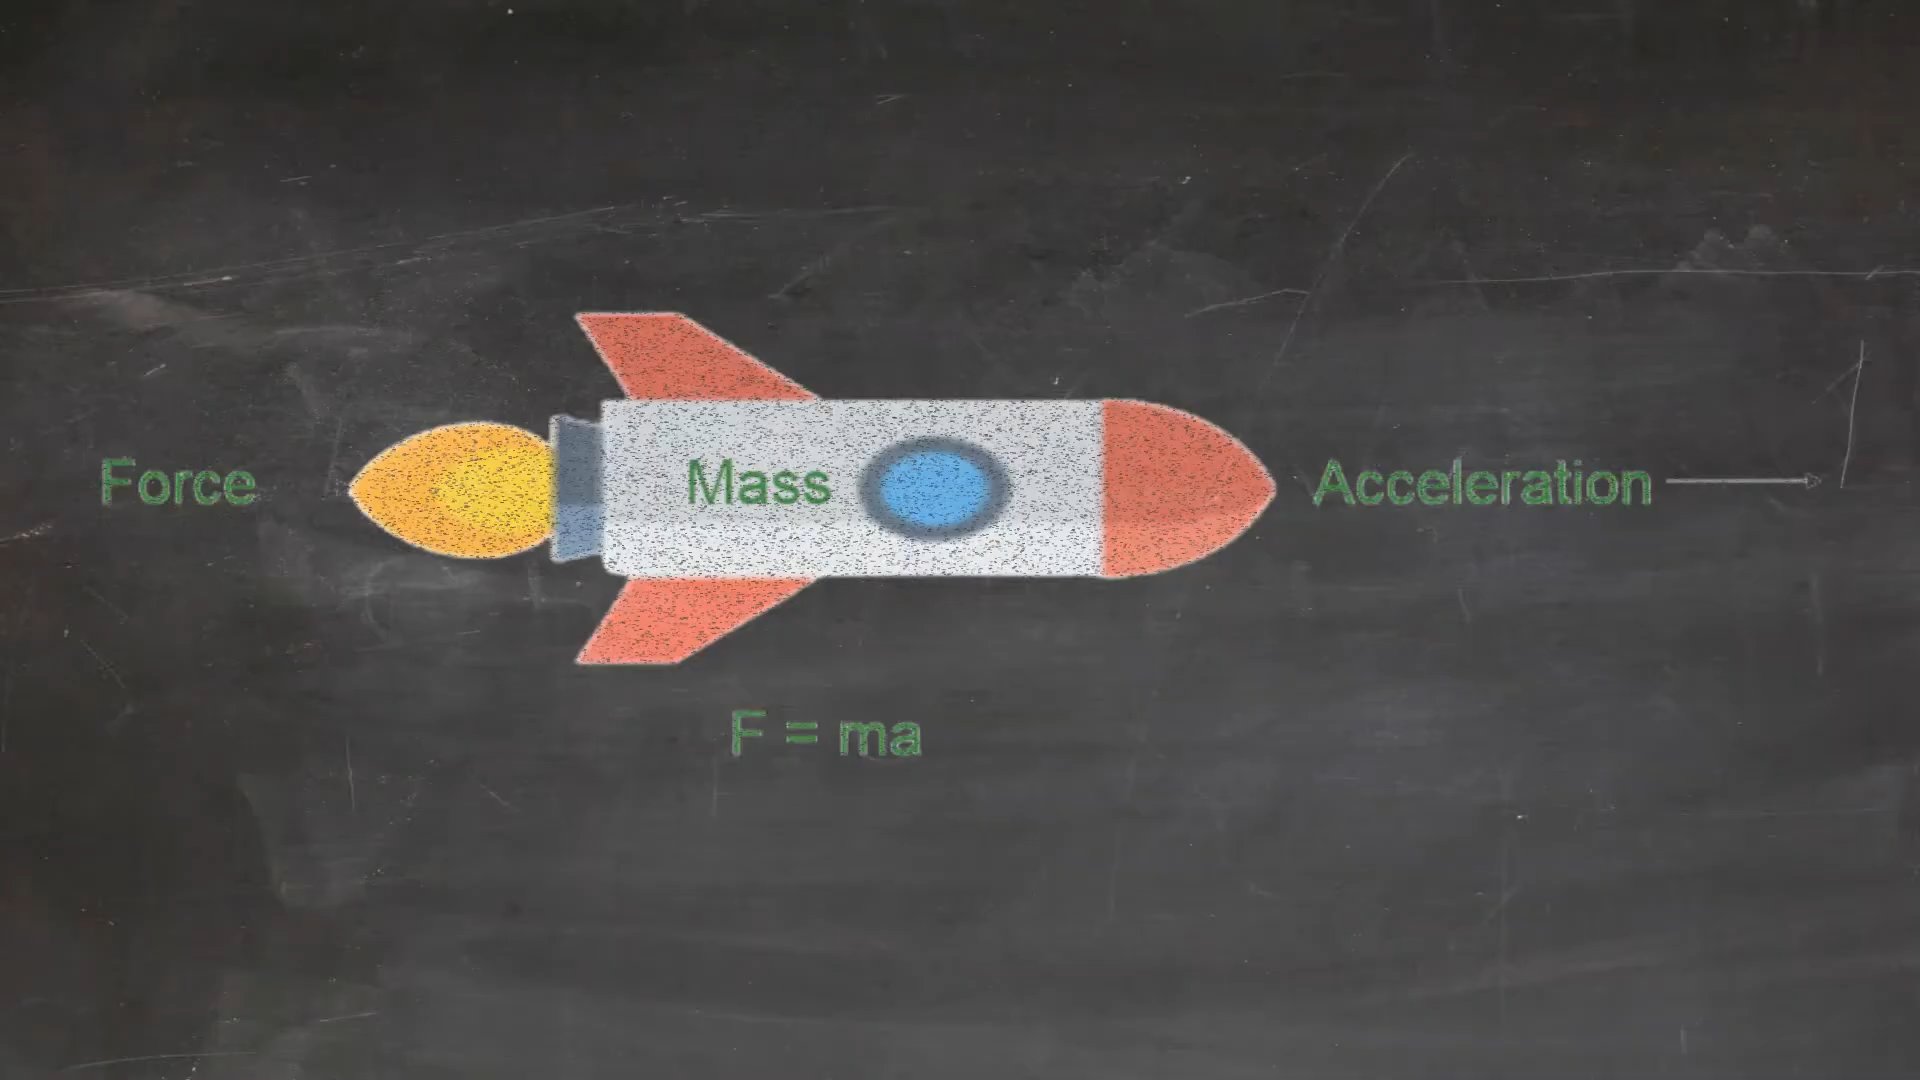 Force
Mass
Acceleration
F = ma